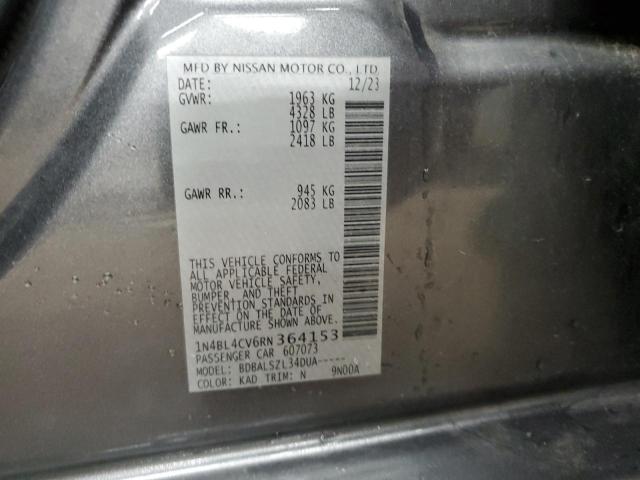 MFD BY NISSAN MOTOR CO., LTD
DATE: 12/23
GVWR: 1963 KG
4328 LB
GAWR FR.: 1097 KG
2418 LB
GAWR RR.: 945 KG
2083 LB
THIS VEHICLE CONFORMS TO
ALL APPLICABLE FEDERAL
MOTOR VEHICLE SAFETY,
BUMPER, AND THEFT
PREVENTION STANDARDS IN
EFFECT ON THE DATE OF
MANUFACTURE SHOWN ABOVE.
1N4BL4CV6RN364153
PASSENGER CAR 607073
MODEL: BDBALSZL34DUA-----
COLOR: KAD TRIM: N 9N00A